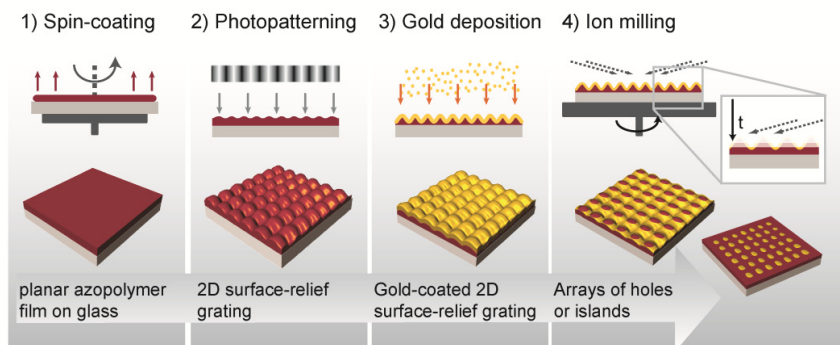 1) Spin-coating
2) Photopatterning
3) Gold deposition
4) Ion milling
t
planar azopolymer
film on glass
2D surface-relief
grating
Gold-coated 2D
surface-relief grating
Arrays of holes
or islands